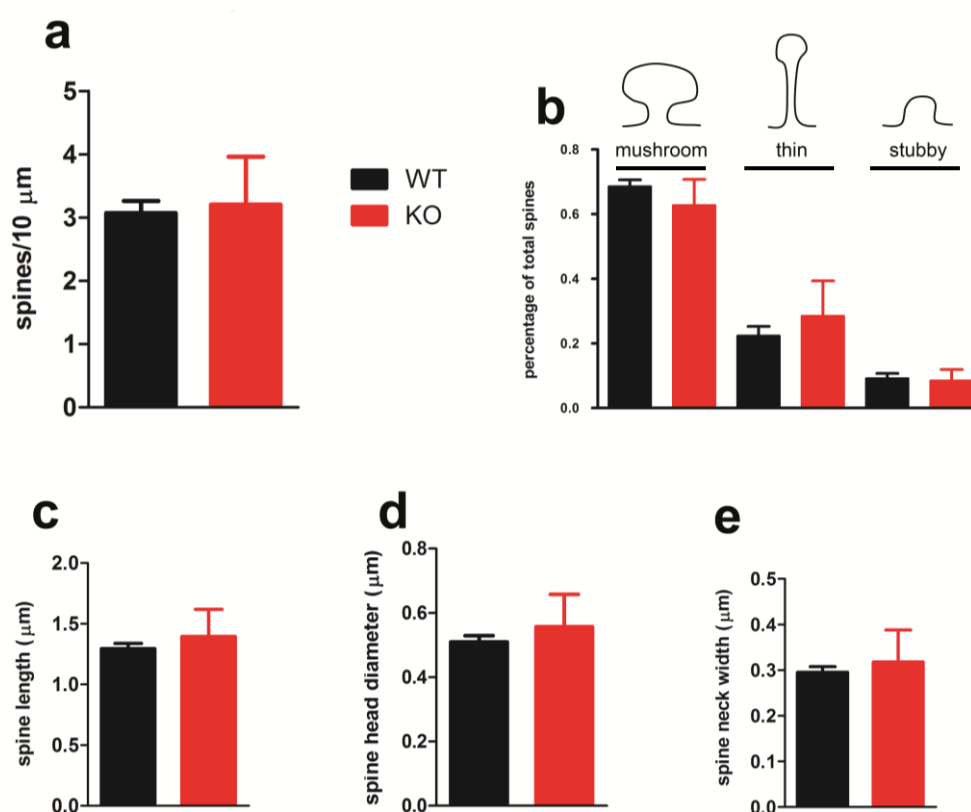 a
5
4
3
2
1
0
spines/10 μm
WT
KO
b
mushroom thin stubby
0.8
0.6
0.4
0.2
0.0
percentage of total spines
c
2.0
1.5
1.0
0.5
0.0
spine length ( μm)
d
0.8
0.6
0.4
0.2
0.0
spine head diameter (μm)
e
0.5
0.4
0.3
0.2
0.1
0.0
spine neck width ( μm)